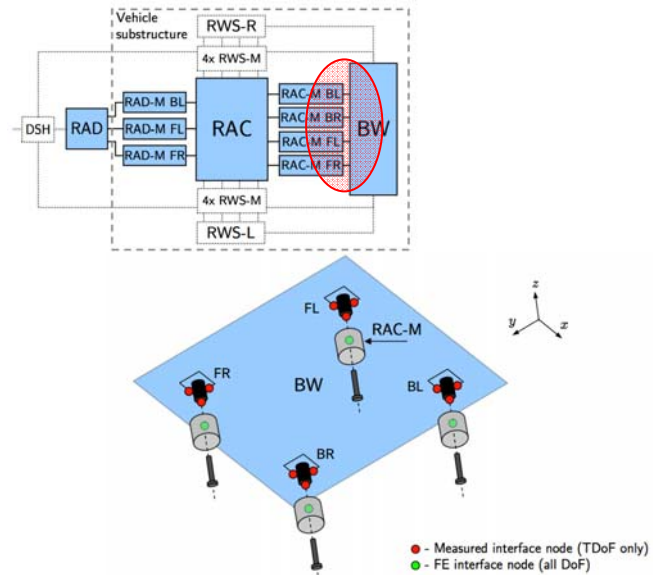 Vehicle
substructure
RWS-R
4x RWS-M
RAD-M BL
RAD-M FL
RAD-M FR
DSH
RAD
RAC
RAC-M BL
RAC-M BR
RAC-M FL
RAC-M FR
BW
4x RWS-M
RWS-L
FL
RAC-M
z
y
x
FR
BW
BL
BR
- Measured interface node (TDoF only)
- FE interface node (all DoF)